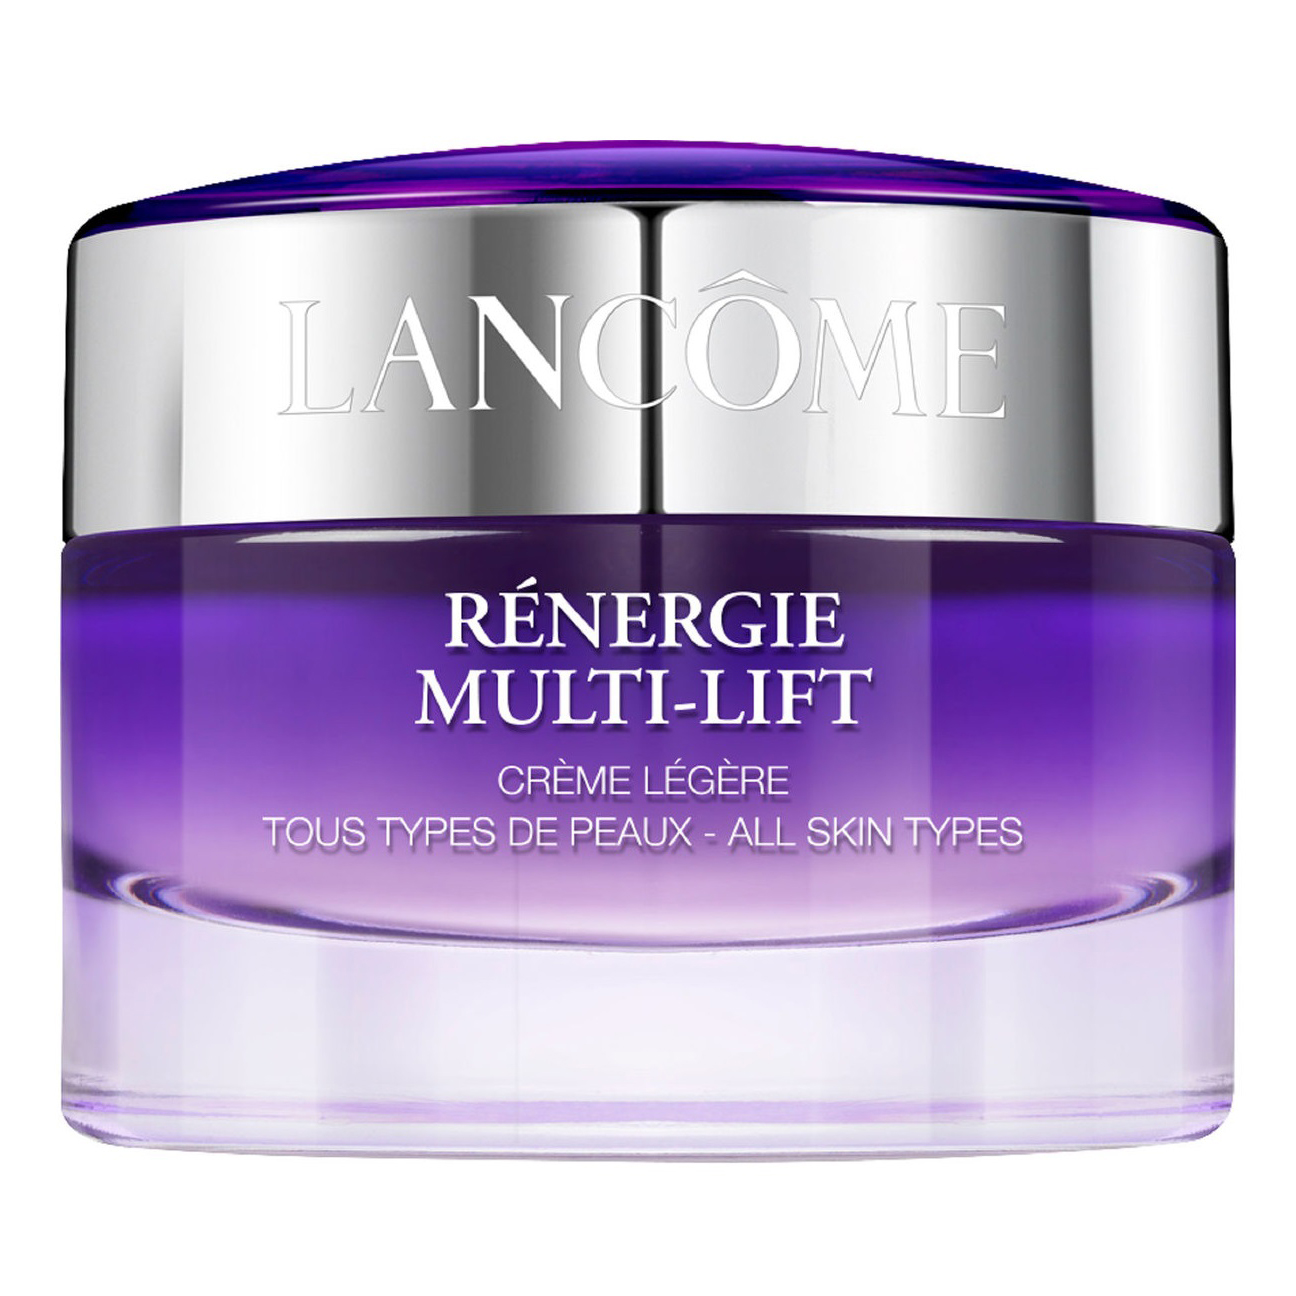 LANCÔME
RÉNERGIE
MULTI-LIFT
CRÈME LÉGÈRE
TOUS TYPES DE PEAUX - ALL SKIN TYPES